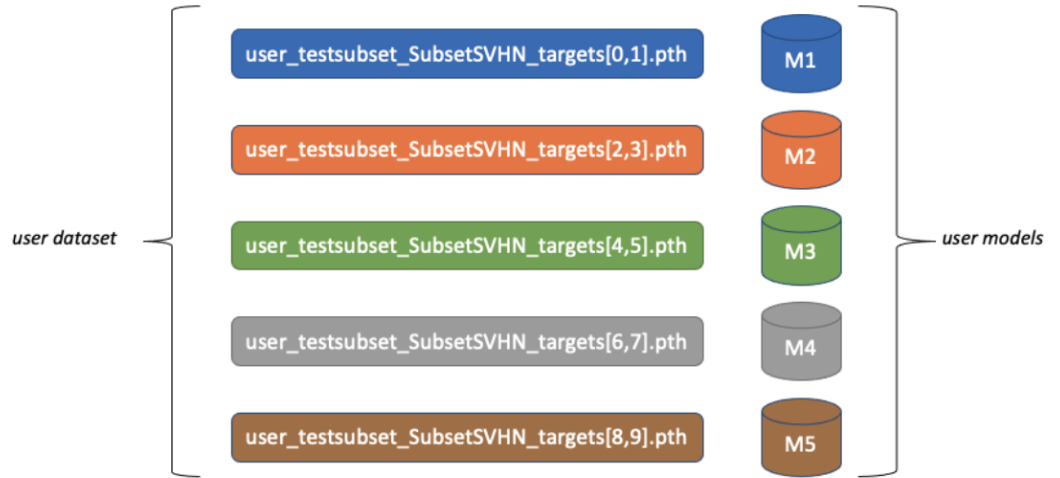 user_testsubset_SubsetSVHN_targets[0,1].pth
M1
user_testsubset_SubsetSVHN_targets[2,3].pth
M2
user dataset
user_testsubset_SubsetSVHN_targets[4,5].pth
M3
user models
user_testsubset_SubsetSVHN_targets[6,7].pth
M4
user_testsubset_SubsetSVHN_targets[8,9].pth
M5